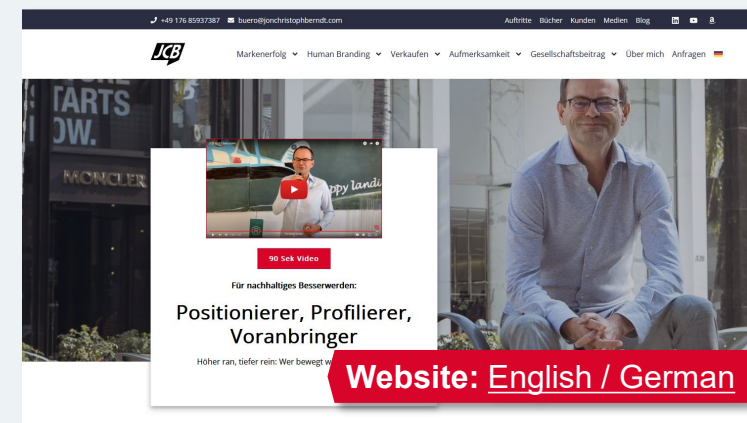 +49 176 85937387 buero@jonchristophberndt.com Auftritte Bücher Kunden Medien Blog
JCB Markenerfolg Human Branding Verkaufen Aufmerksamkeit Gesellschaftsbeitrag Über mich Anfragen
TARTS
OW.
MONCLER
ppy landi
90 Sek Video
Für nachhaltiges Besserwerden:
Positionierer, Profilierer,
Voranbringer
Höher ran, tiefer rein: Wer bewegt
Website: English / German